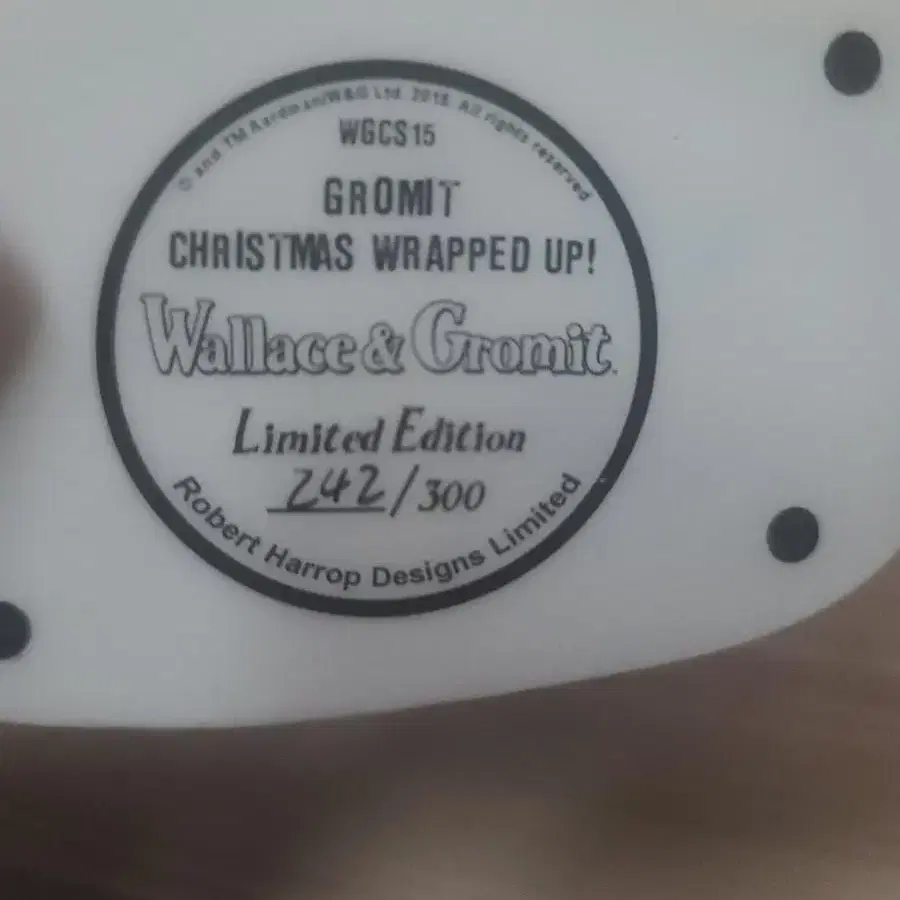 © and TM Aardman/W&G Ltd. 2018. All rights reserved
WGCS15
GROMIT
CHRISTMAS WRAPPED UP!
Wallace & Gromit
Limited Edition
242/300
Robert Harrop Designs Limited